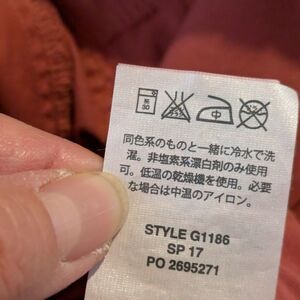 中
同色系のものと一緒に冷水で洗
濯。非塩素系漂白剤のみ使用
可。低温の乾燥機を使用。必要
な場合は中温のアイロン。
STYLE G1186
SP 17
PO 2695271